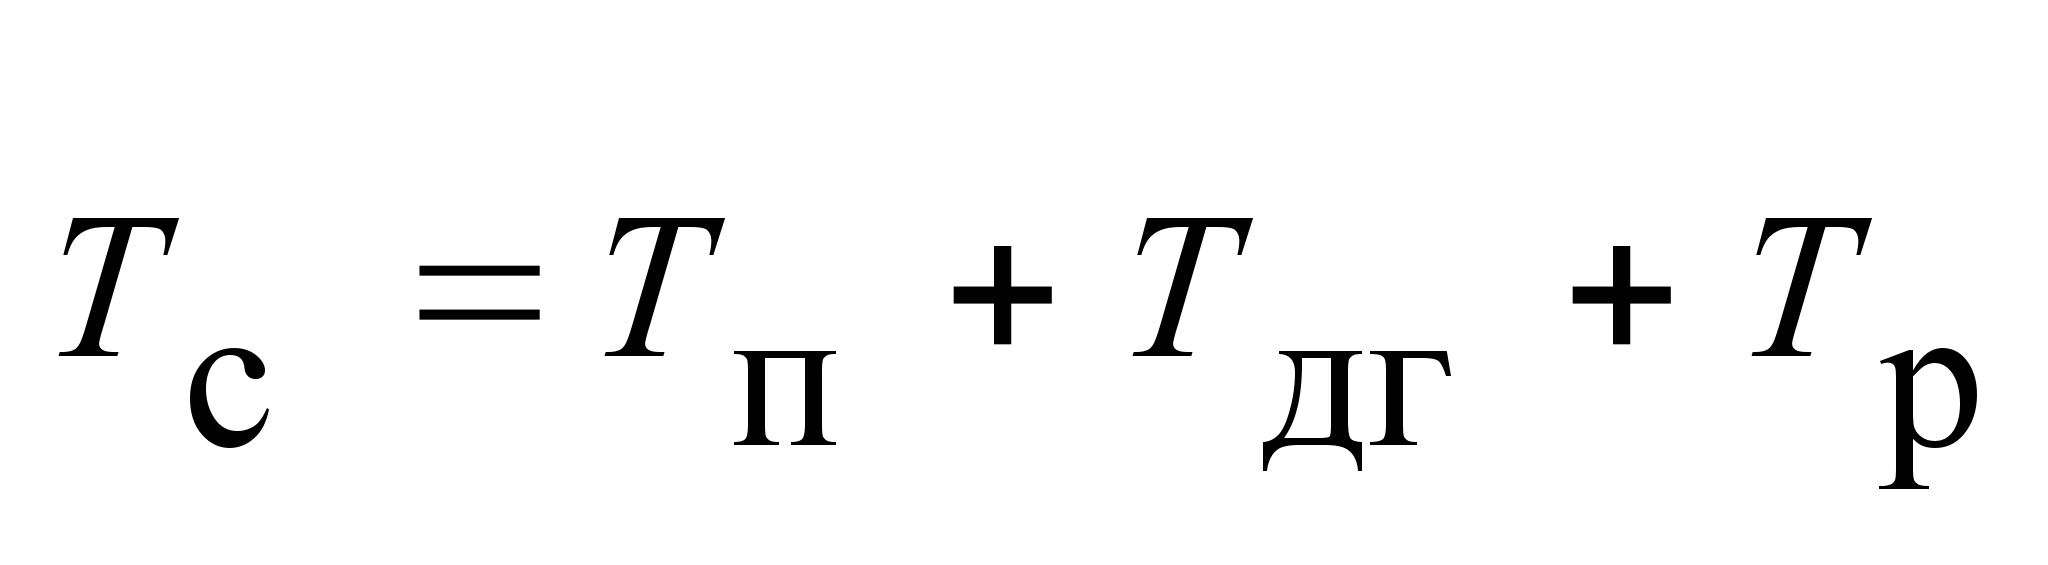 Tс = Tп + Tдг + Tр